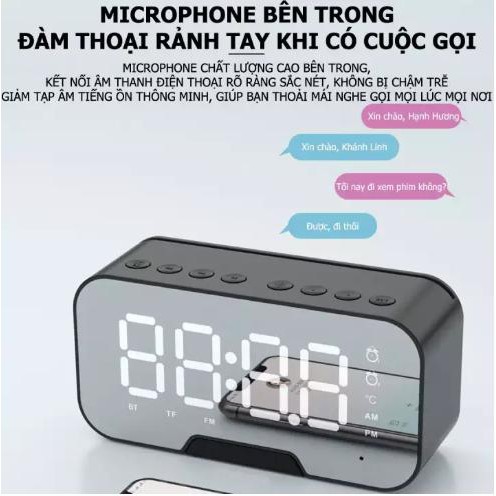 MICROPHONE BÊN TRONG
ĐÀM THOẠI RẢNH TAY KHI CÓ CUỘC GỌI
MICROPHONE CHẤT LƯỢNG CAO BÊN TRONG,
KẾT NỐI ÂM THANH ĐIỆN THOẠI RÕ RÀNG SẮC NÉT, KHÔNG BỊ CHẬM TRỄ
GIẢM TẠP ÂM TIẾNG ỒN THÔNG MINH, GIÚP BẠN THOẢI MÁI NGHE GỌI MỌI LÚC MỌI NƠI
Xin chào, Hạnh Hương
Xin chào, Khánh Linh
Tối nay đi xem phim không?
Được, đi thôi
88:88
°C
AM
PM
BT TF FM